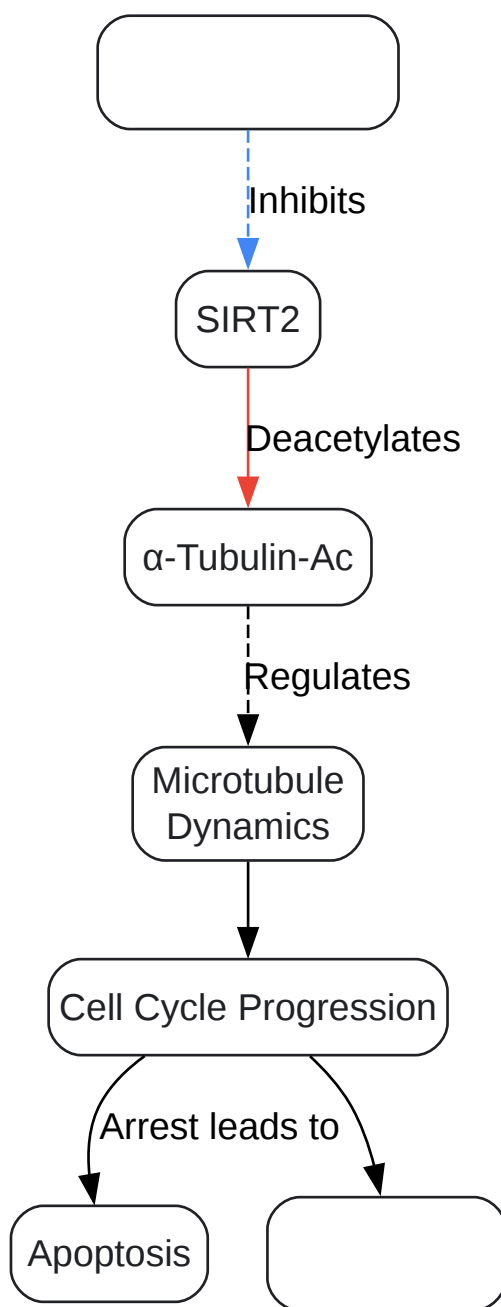 Inhibits
SIRT2
Deacetylates
α-Tubulin-Ac
Regulates
Microtubule
Dynamics
Cell Cycle Progression
Arrest leads to
Apoptosis